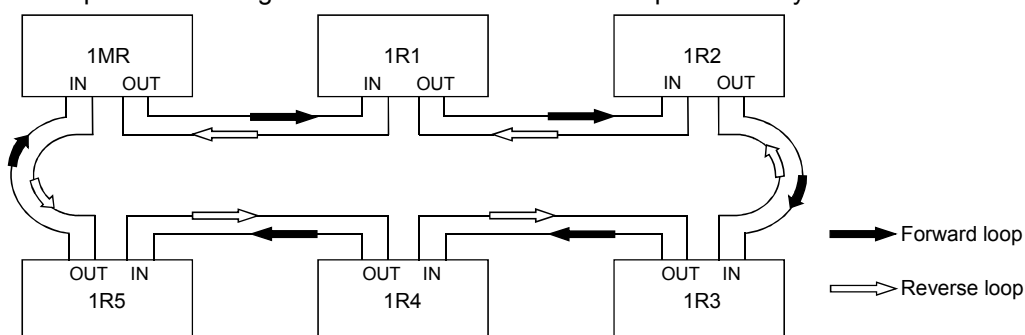 1MR 1R1 1R2
IN OUT IN OUT IN OUT
Forward loop
OUT IN OUT IN OUT IN
Reverse loop
1R5 1R4 1R3